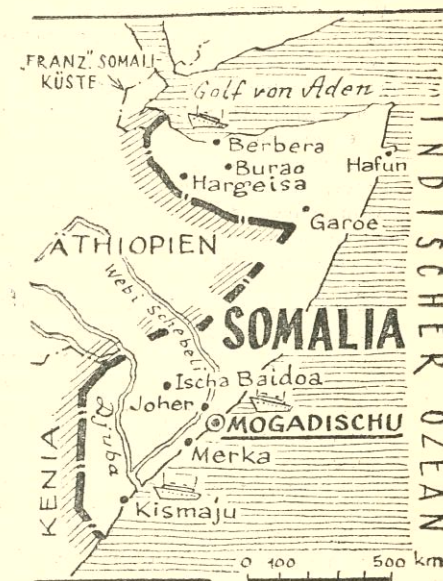 „FRANZ." SOMALI-
KÜSTE
Golf von Aden
Berbera
Burao
Hafun
Hargeisa
Garoe
ÄTHIOPIEN
Webi Schebeli
SOMALIA
INDISCHER OZEAN
Ischa Baidoa
Joher
MOGADISCHU
Djuba
Merka
KENIA
Kismaju
0 100 500 km